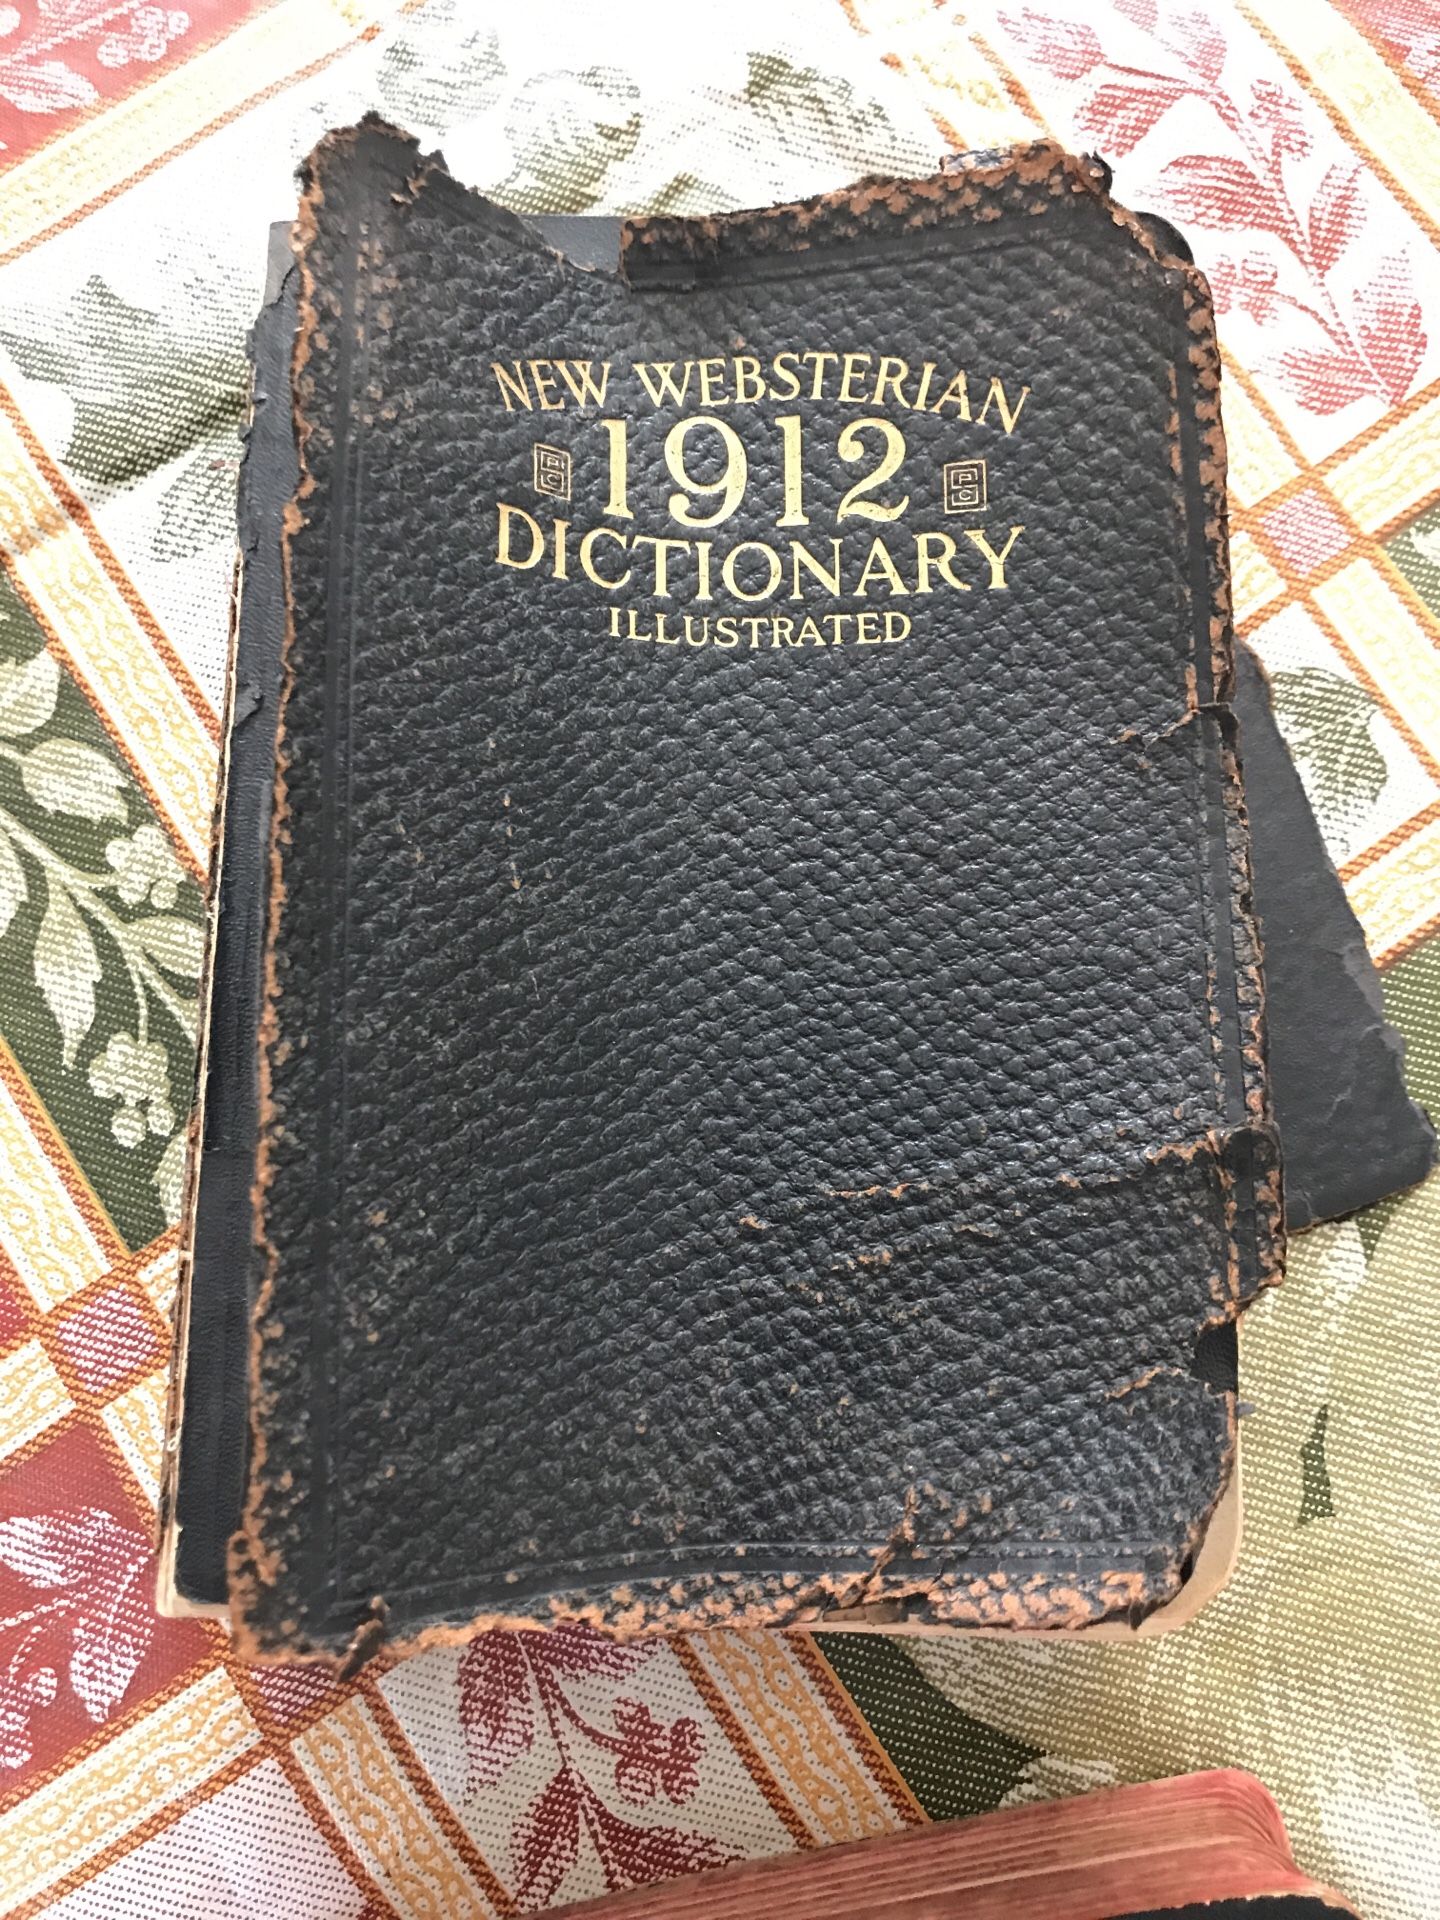 NEW WEBSTERIAN
1912
DICTIONARY
ILLUSTRATED